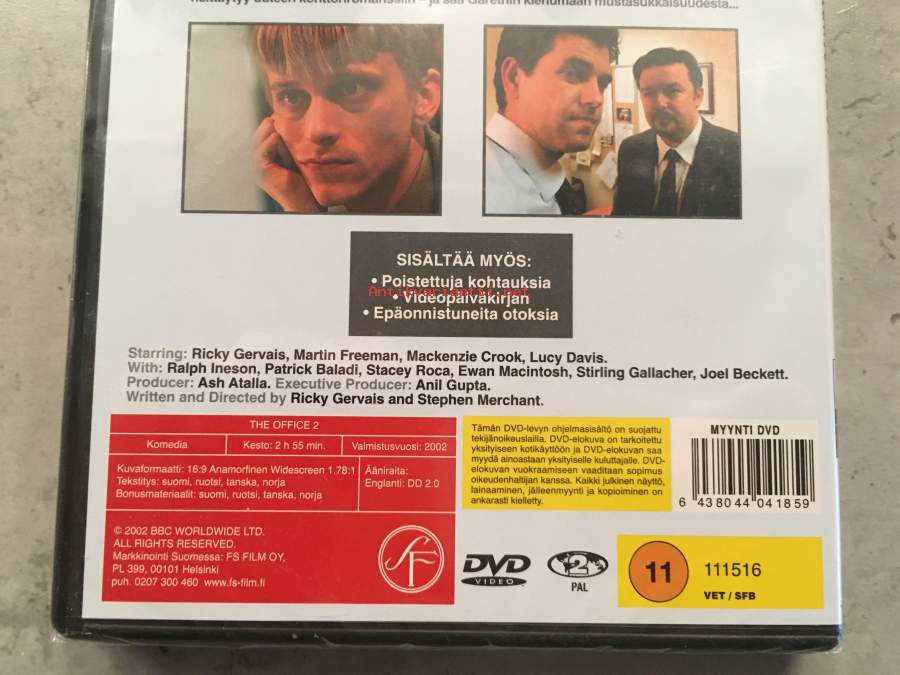 mustasukkaisuudesta...
SISÄLTÄÄ MYÖS:
• Poistettuja kohtauksia
Antikvariaatti.net
• Videopäiväkirjan
• Epäonnistuneita otoksia
Starring: Ricky Gervais, Martin Freeman, Mackenzie Crook, Lucy Davis.
With: Ralph Ineson, Patrick Baladi, Stacey Roca, Ewan Macintosh, Stirling Gallacher, Joel Beckett.
Producer: Ash Atalla. Executive Producer: Anil Gupta.
Written and Directed by Ricky Gervais and Stephen Merchant.
THE OFFICE 2
Komedia
Kesto: 2 h 55 min.
Valmistusvuosi: 2002
Kuvaformaatti: 16:9 Anamorfinen Widescreen 1.78:1
Tekstitys: suomi, ruotsi, tanska, norja
Bonusmateriaalit: suomi, ruotsi, tanska, norja
Ääniraita:
Englanti: DD 2.0
© 2002 BBC WORLDWIDE LTD.
ALL RIGHTS RESERVED.
Markkinointi Suomessa: FS FILM OY,
PL 399, 00101 Helsinki
puh. 0207 300 460 www.fs-film.fi
SF
Tämän DVD-levyn ohjelmasisältö on suojattu
tekijänoikeuslailla. DVD-elokuva on tarkoitettu
yksityiseen kotikäyttöön ja DVD-elokuvan saa
myydä ainoastaan yksityiselle kuluttajalle. DVD-
elokuvan vuokraamiseen vaaditaan sopimus
oikeudenhaltijan kanssa. Kaikki julkinen näyttö,
lainaaminen, jälleenmyynti ja kopioiminen on
ankarasti kielletty.
MYYNTI DVD
6 438044 041859
DVD
VIDEO
2
PAL
11
111516
VET / SFB